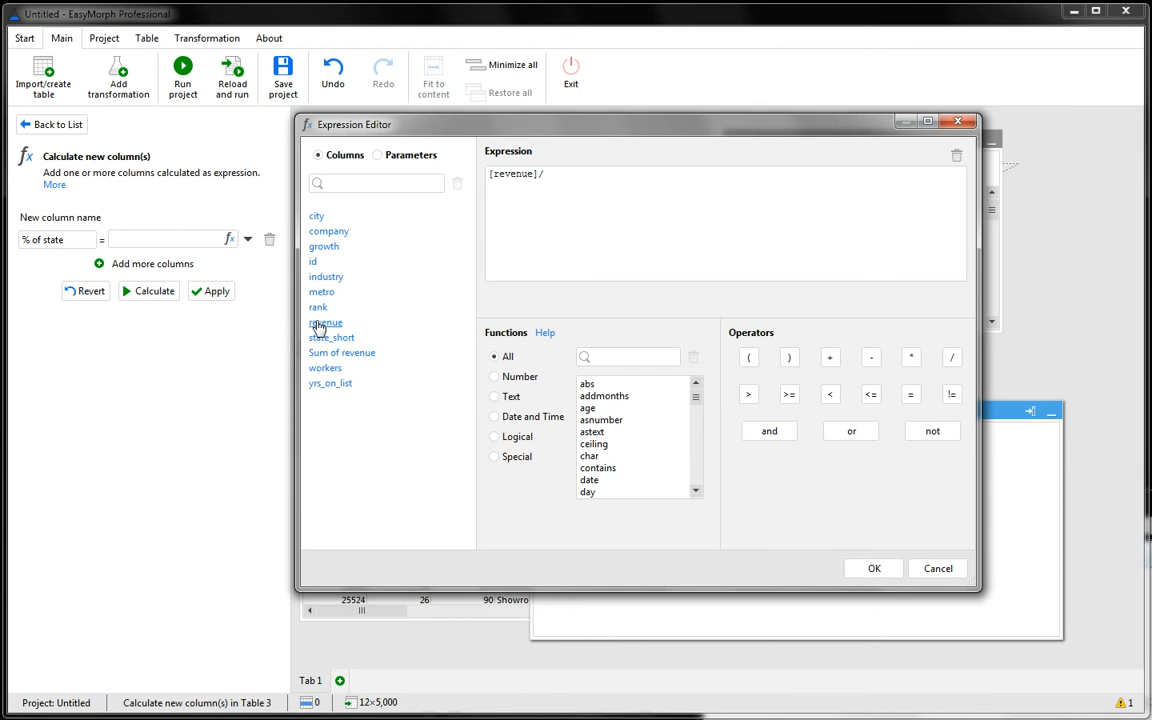 Untitled - EasyMorph Professional
Start Main Project Table Transformation About
Import/create table
Add transformation
Run project
Reload and run
Save project
Undo
Redo
Fit to content
Minimize all
Restore all
Exit
Back to List
fx Calculate new column(s)
Add one or more columns calculated as expression.
More
New column name
% of state = fx
Add more columns
Revert Calculate Apply
fx Expression Editor
Columns Parameters
city
company
growth
id
industry
metro
rank
revenue
state_short
Sum of revenue
workers
yrs_on_list
Expression
[revenue]/
Functions Help
All
Number
Text
Date and Time
Logical
Special
abs
addmonths
age
asnumber
astext
ceiling
char
contains
date
day
Operators
( ) + - * /
> >= < <= = !=
and or not
OK Cancel
25524 26 90 Showro
Tab 1
Project: Untitled Calculate new column(s) in Table 3 0 12×5,000 1